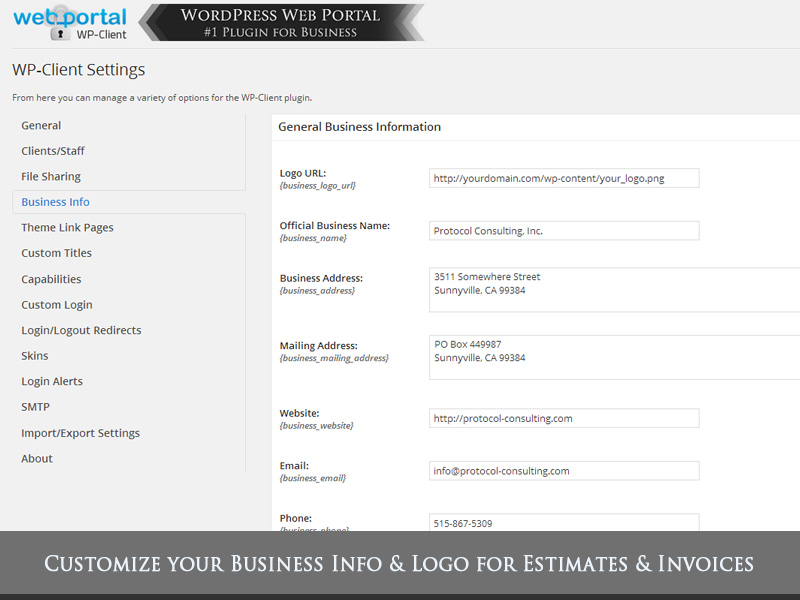 web portal
WP-Client
WordPress Web Portal
#1 Plugin for Business
WP-Client Settings
From here you can manage a variety of options for the WP-Client plugin.
General
Clients/Staff
File Sharing
Business Info
Theme Link Pages
Custom Titles
Capabilities
Custom Login
Login/Logout Redirects
Skins
Login Alerts
SMTP
Import/Export Settings
About
General Business Information
Logo URL:
{business_logo_url}
http://yourdomain.com/wp-content/your_logo.png
Official Business Name:
{business_name}
Protocol Consulting, Inc.
Business Address:
{business_address}
3511 Somewhere Street
Sunnyville, CA 99384
Mailing Address:
{business_mailing_address}
PO Box 449987
Sunnyville, CA 99384
Website:
{business_website}
http://protocol-consulting.com
Email:
{business_email}
info@protocol-consulting.com
Phone:
{business_phone}
515-867-5309
Customize your Business Info & Logo for Estimates & Invoices